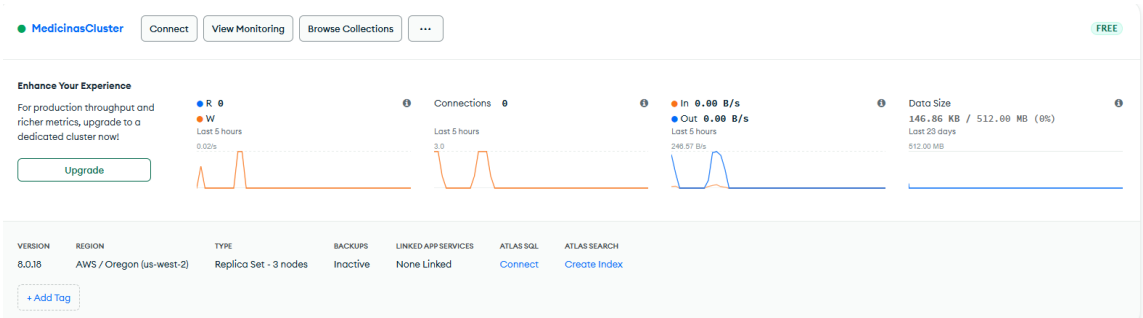 MedicinasCluster
Connect
View Monitoring
Browse Collections
...
FREE
Enhance Your Experience
For production throughput and
richer metrics, upgrade to a
dedicated cluster now!
Upgrade
R 0
W
Last 5 hours
0.02/s
Connections 0
Last 5 hours
3.0
In 0.00 B/s
Out 0.00 B/s
Last 5 hours
246.57 B/s
Data Size
146.86 KB / 512.00 MB (0%)
Last 23 days
512.00 MB
VERSION
8.0.18
REGION
AWS / Oregon (us-west-2)
TYPE
Replica Set - 3 nodes
BACKUPS
Inactive
LINKED APP SERVICES
None Linked
ATLAS SQL
Connect
ATLAS SEARCH
Create Index
+ Add Tag